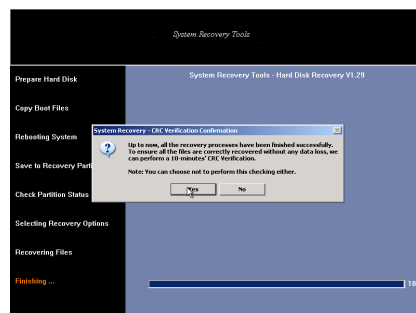 System Recovery Tools
System Recovery Tools - Hard Disk Recovery V1.29
Prepare Hard Disk
Copy Boot Files
Rebooting System
Save to Recovery Parti
Check Partition Status
Selecting Recovery Options
Recovering Files
Finishing ...
System Recovery - CRC Verification Confirmation
Up to now, all the recovery processes have been finished successfully.
To ensure all the files are correctly recovered without any data loss, we
can perform a 10-minutes' CRC Verification.
Note: You can choose not to perform this checking either.
Yes
No
10